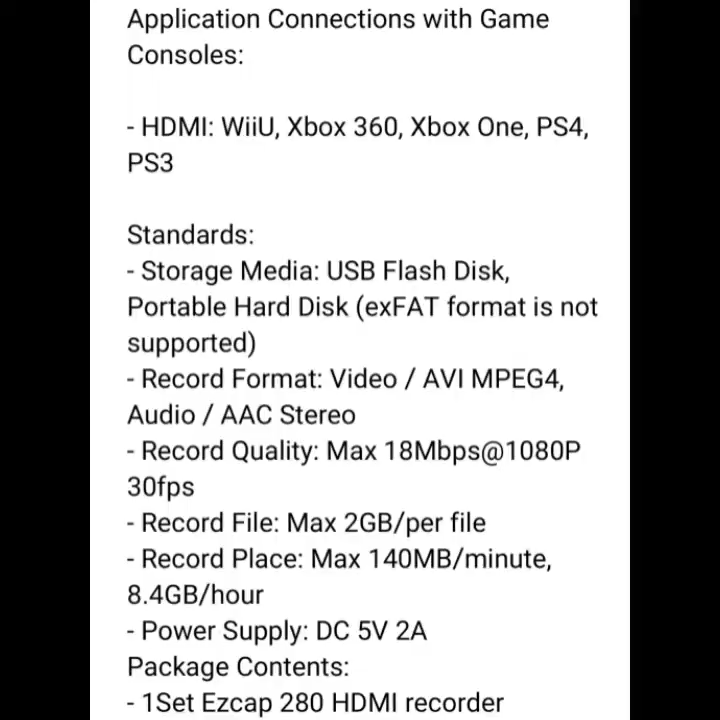 Application Connections with Game
Consoles:
- HDMI: WiiU, Xbox 360, Xbox One, PS4,
PS3
Standards:
- Storage Media: USB Flash Disk,
Portable Hard Disk (exFAT format is not
supported)
- Record Format: Video / AVI MPEG4,
Audio / AAC Stereo
- Record Quality: Max 18Mbps@1080P
30fps
- Record File: Max 2GB/per file
- Record Place: Max 140MB/minute,
8.4GB/hour
- Power Supply: DC 5V 2A
Package Contents:
- 1Set Ezcap 280 HDMI recorder